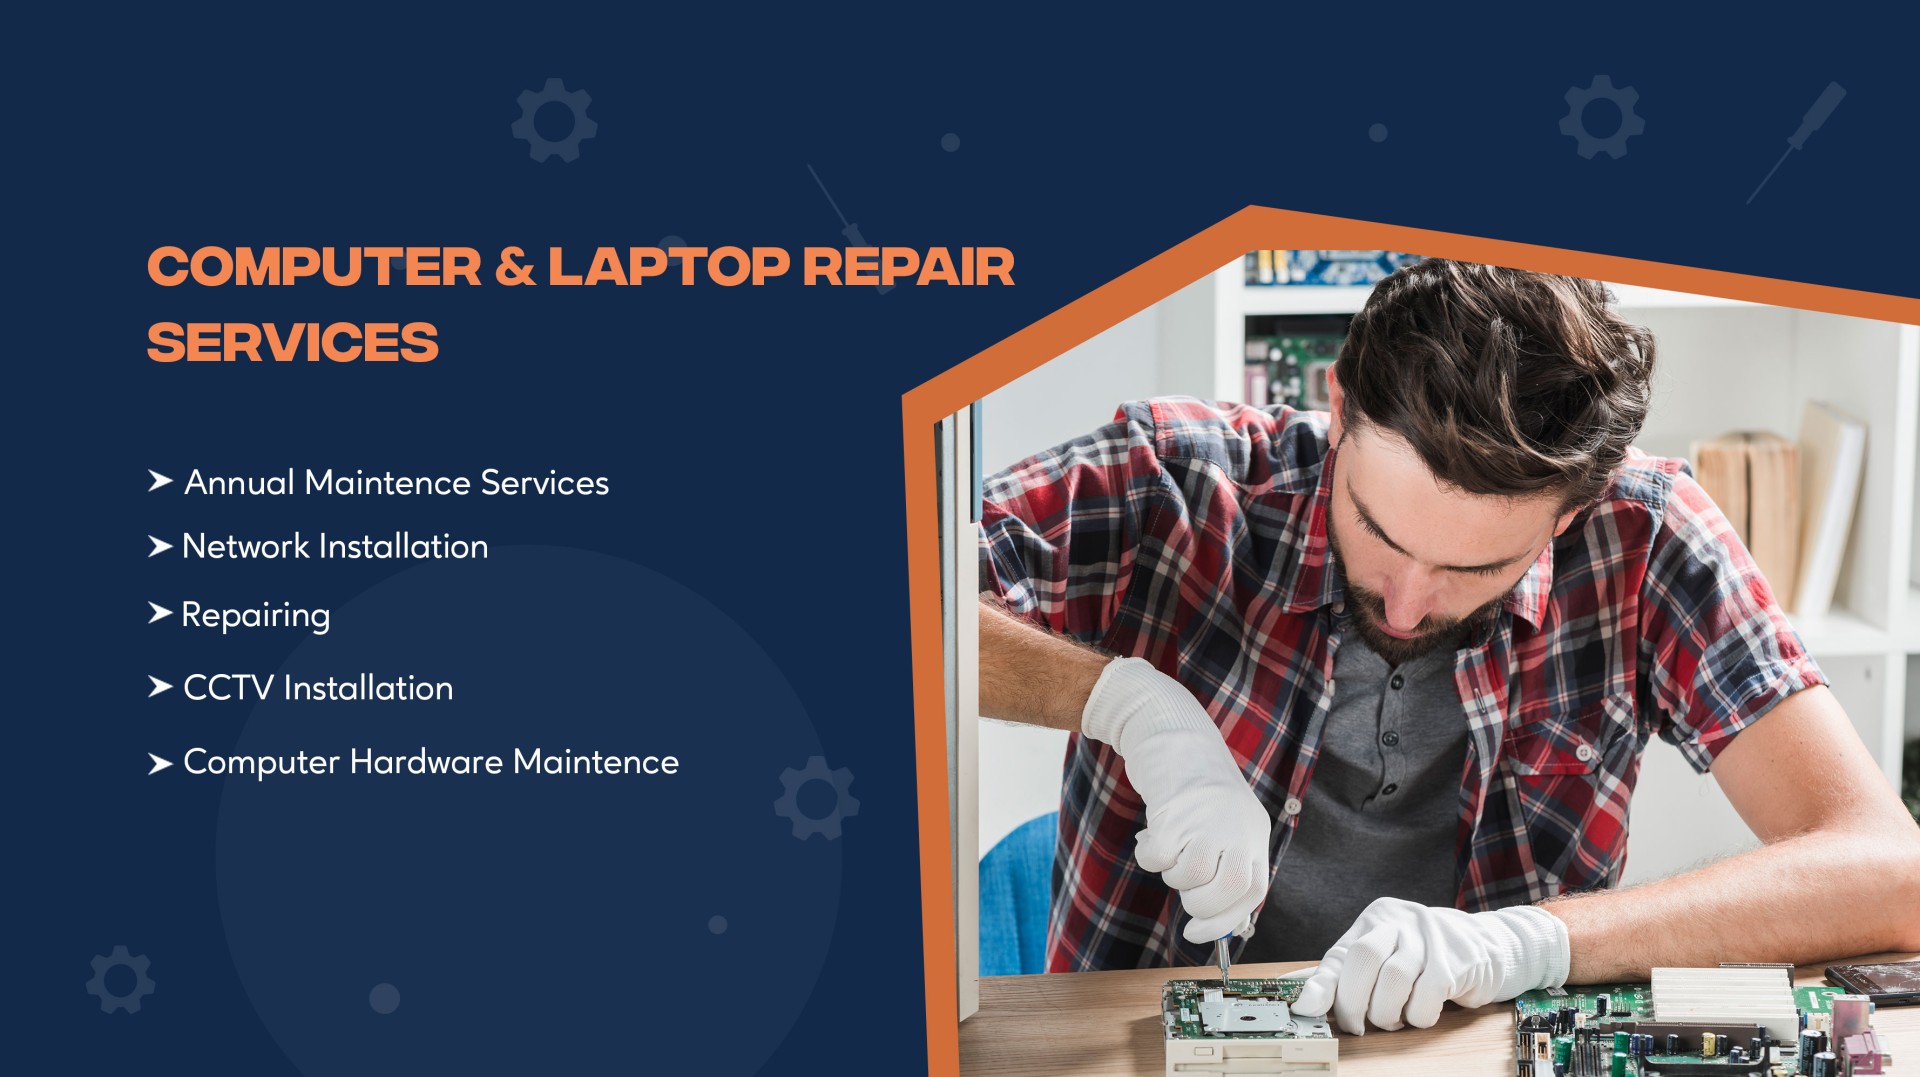 COMPUTER & LAPTOP REPAIR
SERVICES
➤ Annual Maintence Services
➤ Network Installation
➤ Repairing
➤ CCTV Installation
➤ Computer Hardware Maintence